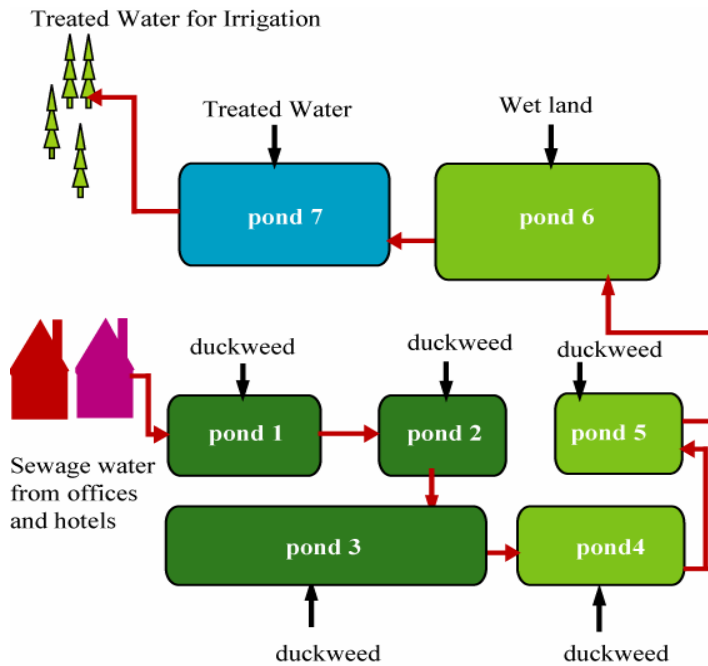 Treated Water for Irrigation
Treated Water
Wet land
pond 7
pond 6
duckweed
duckweed
duckweed
pond 1
pond 2
pond 5
Sewage water
from offices
and hotels
pond 3
pond4
duckweed
duckweed